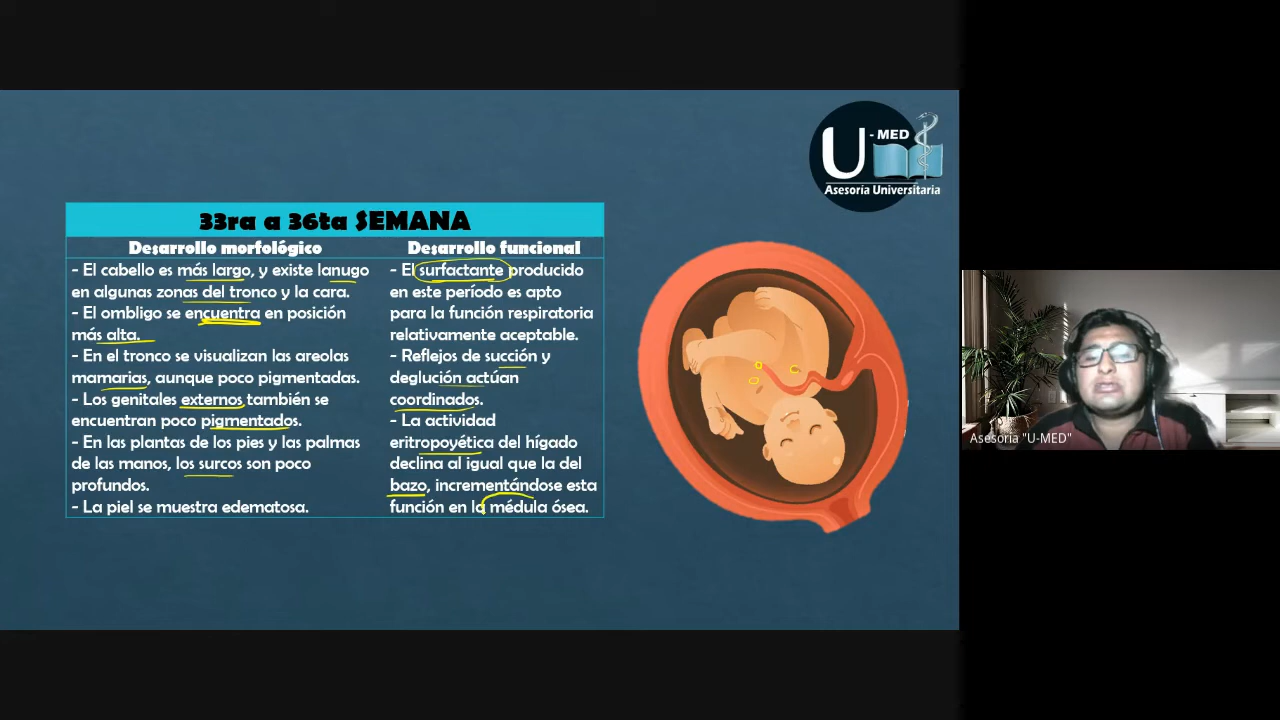 U - MED
Asesoría Universitaria
33ra a 36ta SEMANA
Desarrollo morfológico
- El cabello es más largo, y existe lanugo
en algunas zonas del tronco y la cara.
- El ombligo se encuentra en posición
más alta.
- En el tronco se visualizan las areolas
mamarias, aunque poco pigmentadas.
- Los genitales externos también se
encuentran poco pigmentados.
- En las plantas de los pies y las palmas
de las manos, los surcos son poco
profundos.
- La piel se muestra edematosa.
Desarrollo funcional
- El surfactante producido
en este período es apto
para la función respiratoria
relativamente aceptable.
- Reflejos de succión y
deglución actúan
coordinados.
- La actividad
eritropoyética del hígado
declina al igual que la del
bazo, incrementándose esta
función en la médula ósea.
Asesoría "U-MED"